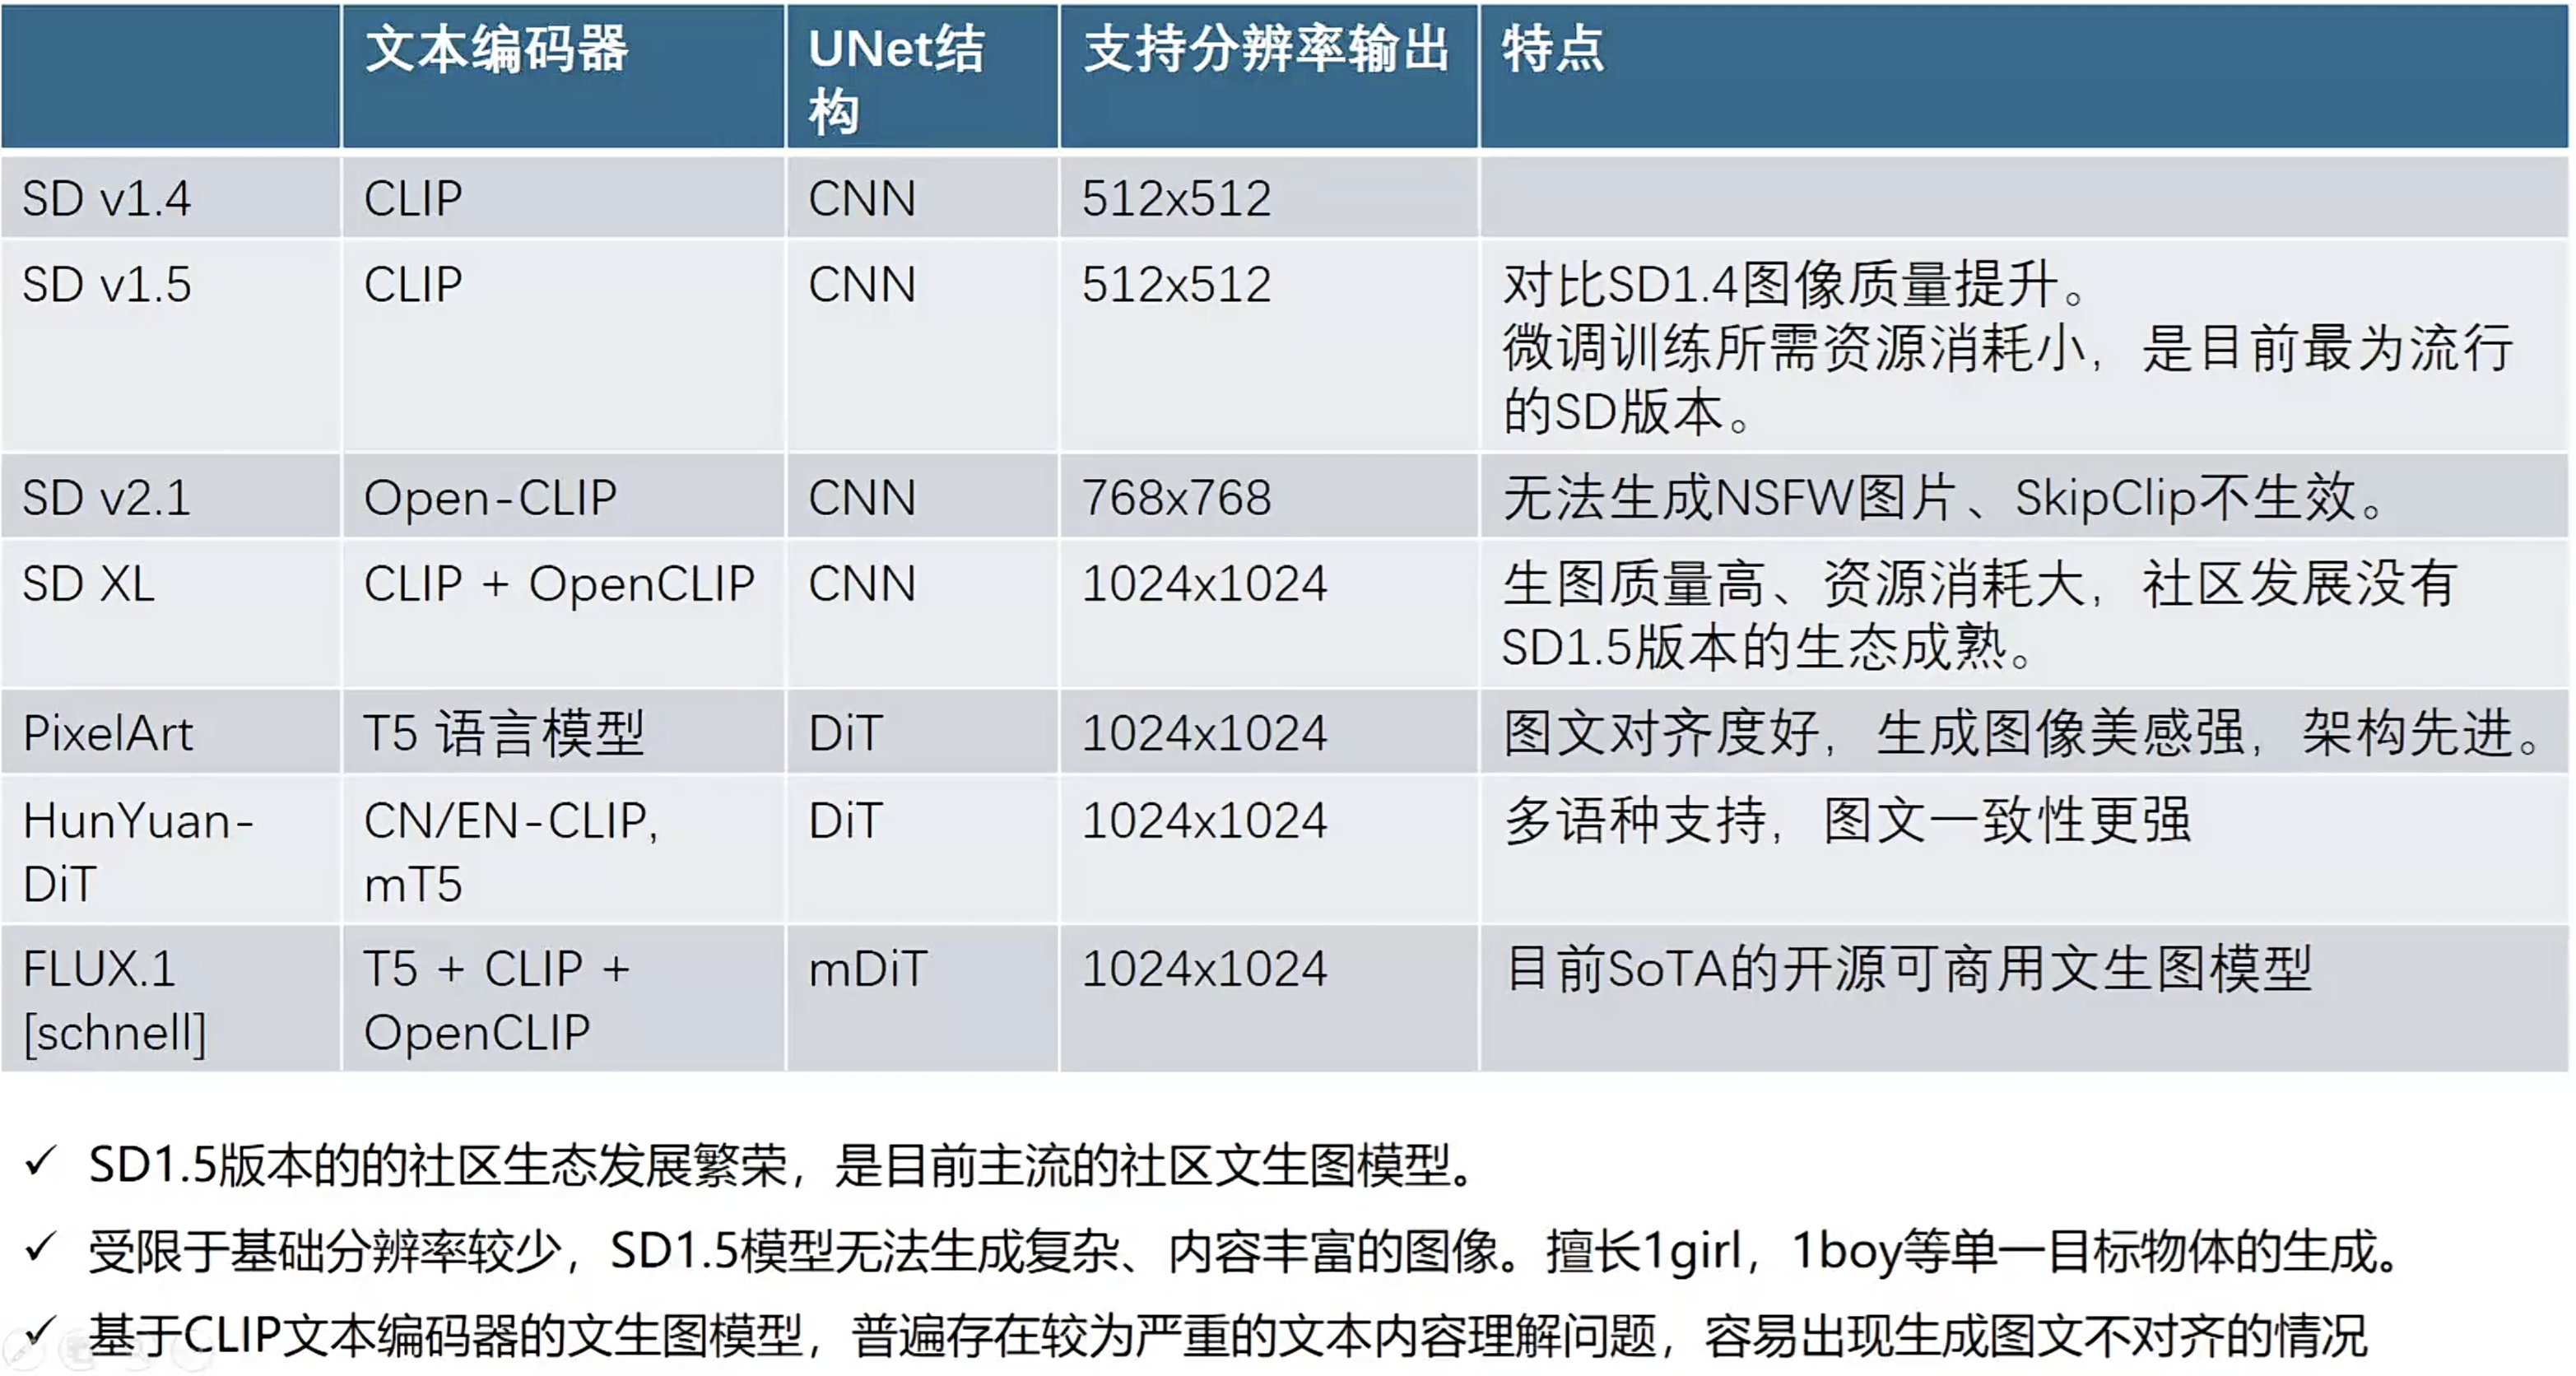 文本编码器 UNet结 支持分辨率输出 特点
构
SD v1.4 CLIP CNN 512x512
SD v1.5 CLIP CNN 512x512 对比SD1.4图像质量提升。
微调训练所需资源消耗小，是目前最为流行
的SD版本。
SD v2.1 Open-CLIP CNN 768x768 无法生成NSFW图片、SkipClip不生效。
SD XL CLIP + OpenCLIP CNN 1024x1024 生图质量高、资源消耗大，社区发展没有
SD1.5版本的生态成熟。
PixelArt T5 语言模型 DiT 1024x1024 图文对齐度好，生成图像美感强，架构先进。
HunYuan- CN/EN-CLIP, DiT 1024x1024 多语种支持，图文一致性更强
DiT mT5
FLUX.1 T5 + CLIP + mDiT 1024x1024 目前SoTA的开源可商用文生图模型
[schnell] OpenCLIP
✓ SD1.5版本的的社区生态发展繁荣，是目前主流的社区文生图模型。
✓ 受限于基础分辨率较少，SD1.5模型无法生成复杂、内容丰富的图像。擅长1girl，1boy等单一目标物体的生成。
✓ 基于CLIP文本编码器的文生图模型，普遍存在较为严重的文本内容理解问题，容易出现生成图文不对齐的情况